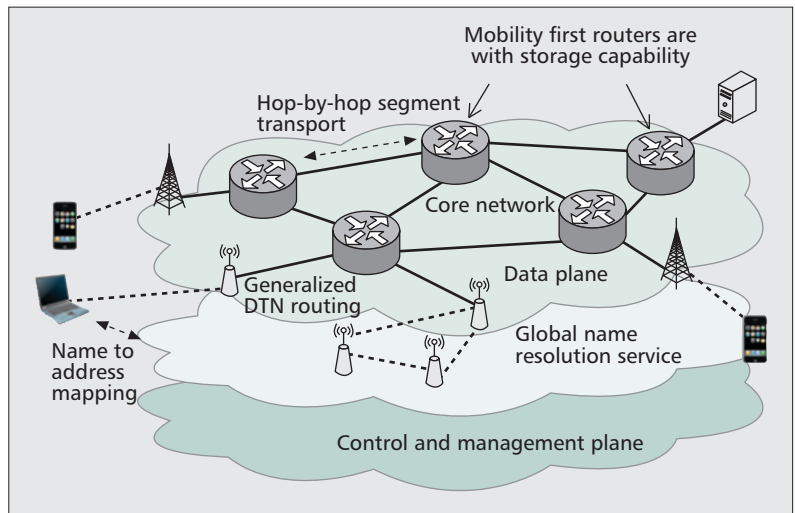 Mobility first routers are
with storage capability
Hop-by-hop segment
transport
Core network
Generalized
DTN routing
Data plane
Name to
address
mapping
Global name
resolution service
Control and management plane